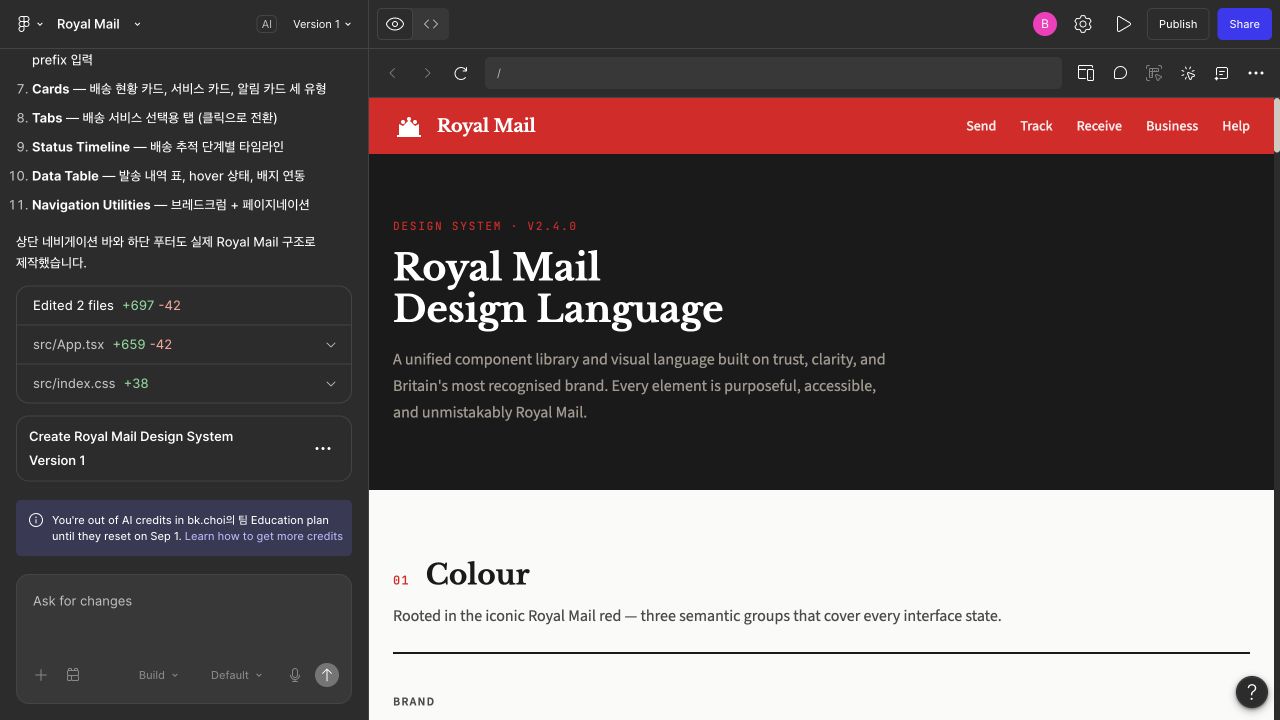 Royal Mail
AI
Version 1
prefix 입력
7. Cards — 배송 현황 카드, 서비스 카드, 알림 카드 세 유형
8. Tabs — 배송 서비스 선택용 탭 (클릭으로 전환)
9. Status Timeline — 배송 추적 단계별 타임라인
10. Data Table — 발송 내역 표, hover 상태, 배지 연동
11. Navigation Utilities — 브레드크럼 + 페이지네이션
상단 네비게이션 바와 하단 푸터도 실제 Royal Mail 구조로
제작했습니다.
Edited 2 files +697 -42
src/App.tsx +659 -42
src/index.css +38
Create Royal Mail Design System
Version 1
You're out of AI credits in bk.choi의 팀 Education plan
until they reset on Sep 1. Learn how to get more credits
Ask for changes
Build
Default
B
Publish
Share
/
Royal Mail
Send
Track
Receive
Business
Help
DESIGN SYSTEM · V2.4.0
Royal Mail
Design Language
A unified component library and visual language built on trust, clarity, and
Britain's most recognised brand. Every element is purposeful, accessible,
and unmistakably Royal Mail.
01 Colour
Rooted in the iconic Royal Mail red — three semantic groups that cover every interface state.
BRAND
?